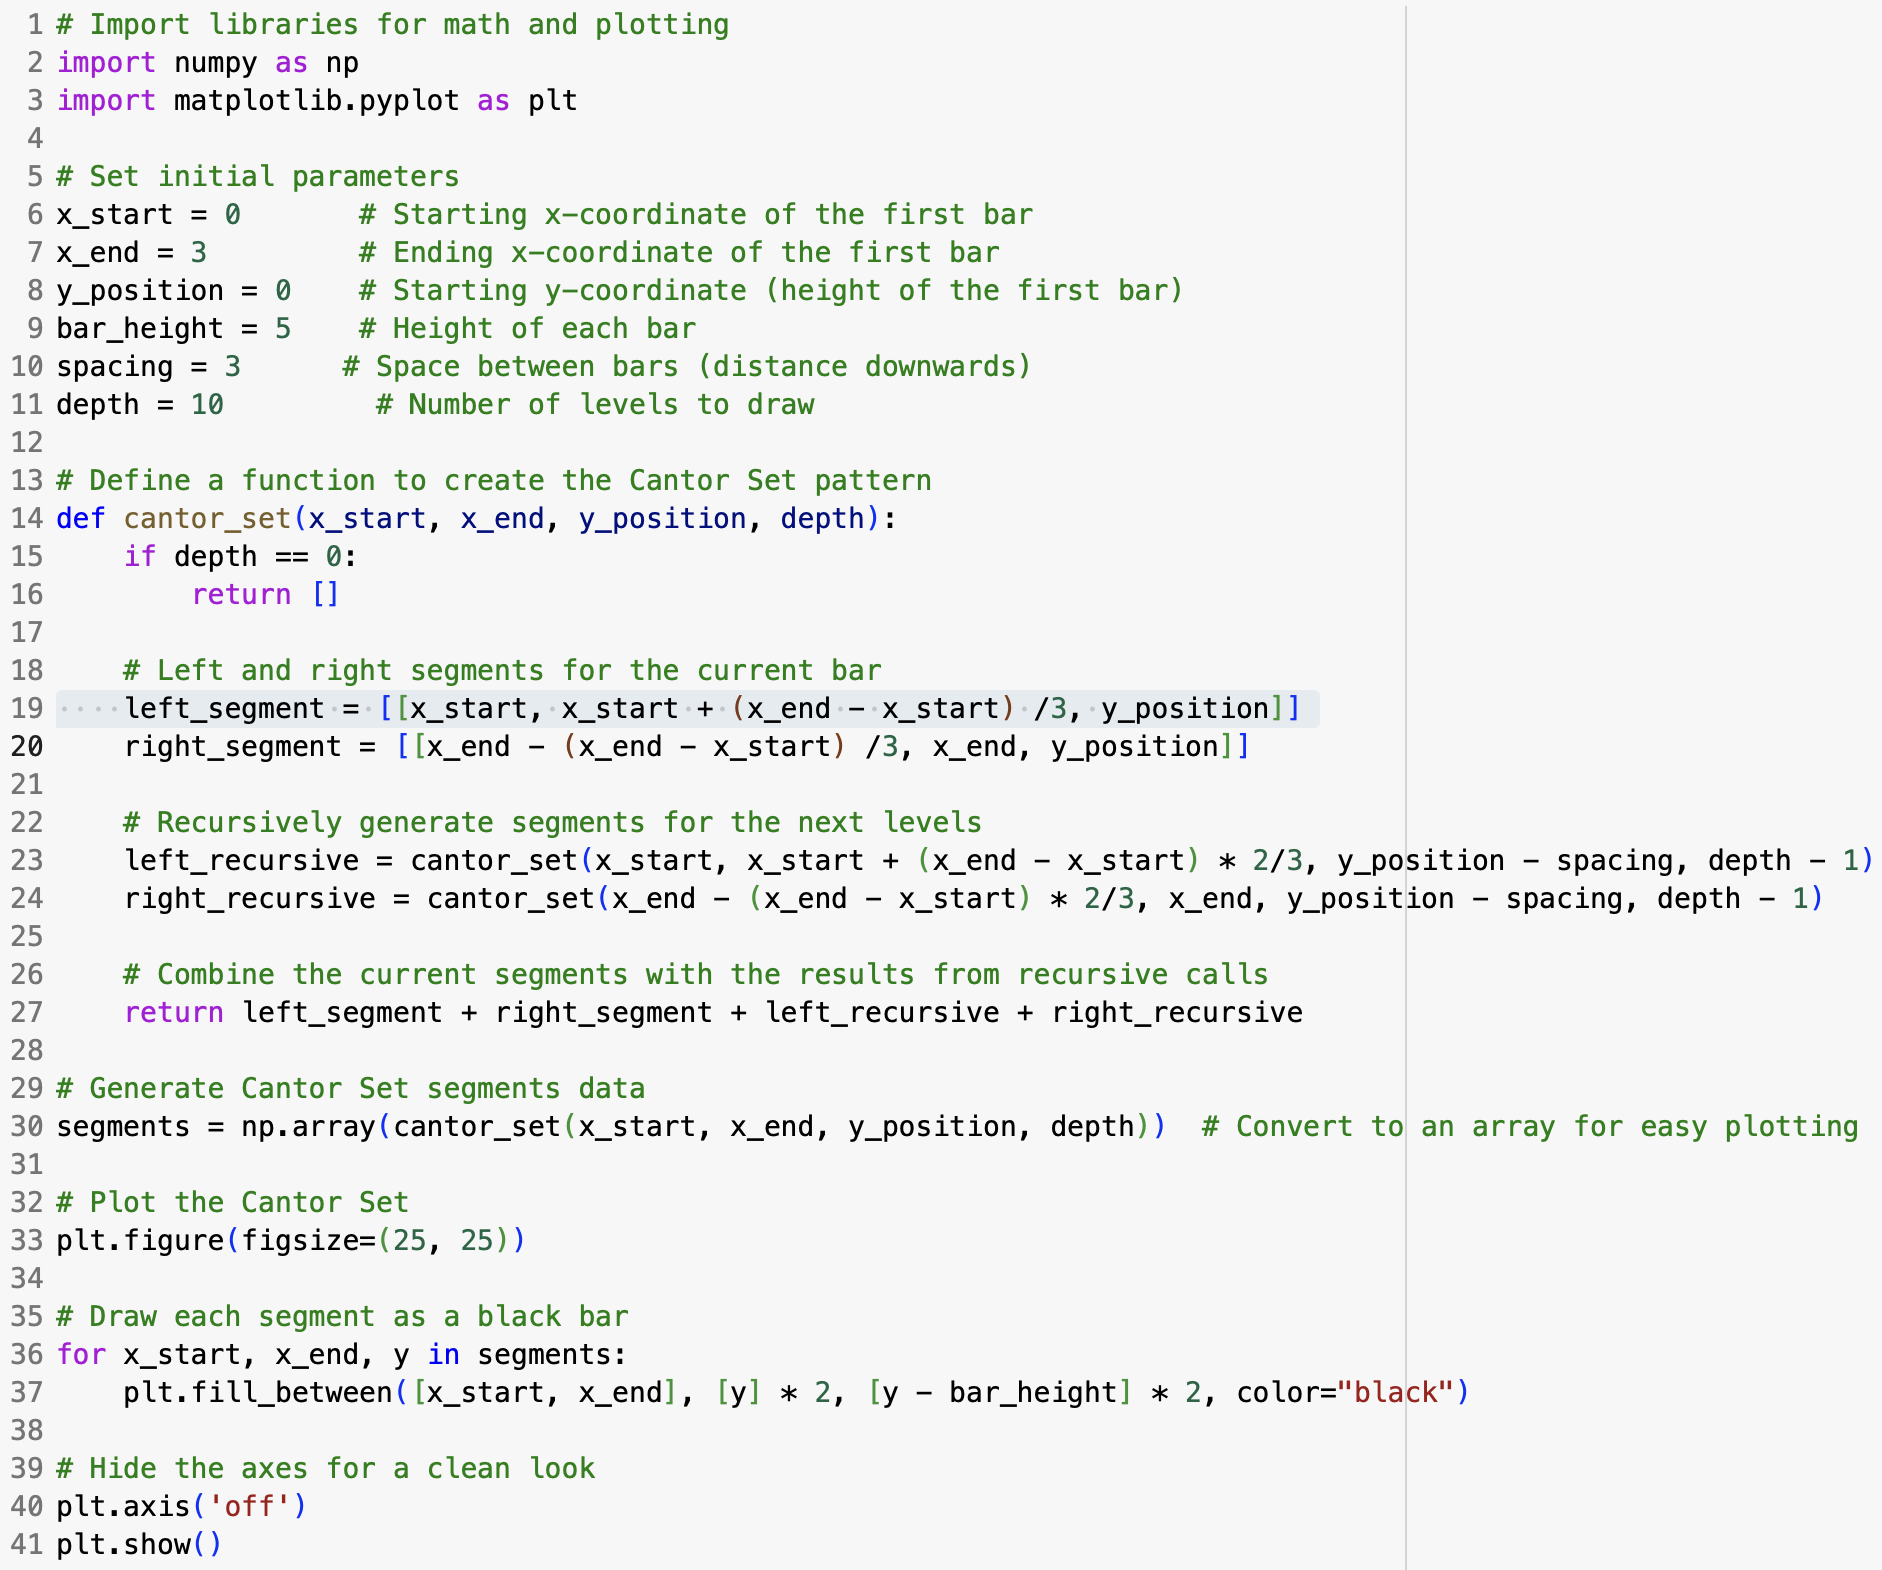 1 # Import libraries for math and plotting
2 import numpy as np
3 import matplotlib.pyplot as plt
4
5 # Set initial parameters
6 x_start = 0       # Starting x-coordinate of the first bar
7 x_end = 3         # Ending x-coordinate of the first bar
8 y_position = 0    # Starting y-coordinate (height of the first bar)
9 bar_height = 5    # Height of each bar
10 spacing = 3      # Space between bars (distance downwards)
11 depth = 10         # Number of levels to draw
12
13 # Define a function to create the Cantor Set pattern
14 def cantor_set(x_start, x_end, y_position, depth):
15     if depth == 0:
16         return []
17
18     # Left and right segments for the current bar
19     left_segment = [[x_start, x_start + (x_end - x_start) /3, y_position]]
20     right_segment = [[x_end - (x_end - x_start) /3, x_end, y_position]]
21
22     # Recursively generate segments for the next levels
23     left_recursive = cantor_set(x_start, x_start + (x_end - x_start) * 2/3, y_position - spacing, depth - 1)
24     right_recursive = cantor_set(x_end - (x_end - x_start) * 2/3, x_end, y_position - spacing, depth - 1)
25
26     # Combine the current segments with the results from recursive calls
27     return left_segment + right_segment + left_recursive + right_recursive
28
29 # Generate Cantor Set segments data
30 segments = np.array(cantor_set(x_start, x_end, y_position, depth))  # Convert to an array for easy plotting
31
32 # Plot the Cantor Set
33 plt.figure(figsize=(25, 25))
34
35 # Draw each segment as a black bar
36 for x_start, x_end, y in segments:
37     plt.fill_between([x_start, x_end], [y] * 2, [y - bar_height] * 2, color="black")
38
39 # Hide the axes for a clean look
40 plt.axis('off')
41 plt.show()